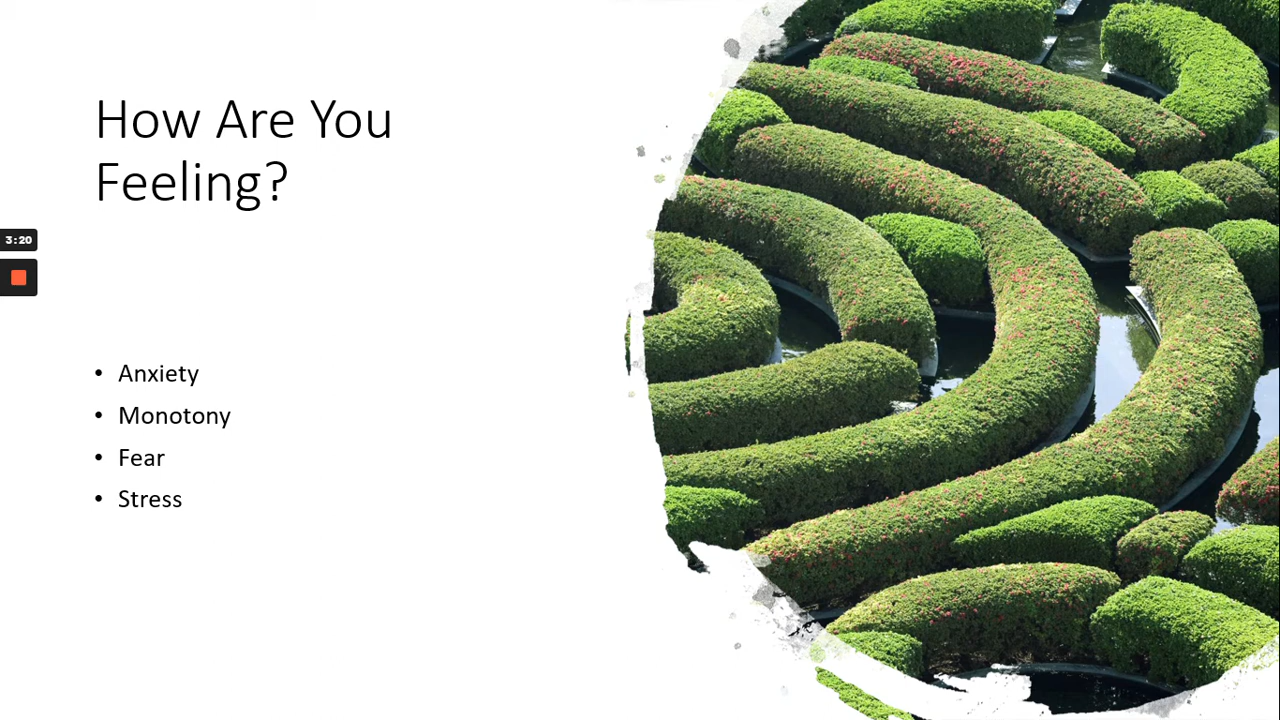 How Are You
Feeling?
3:20
• Anxiety
• Monotony
• Fear
• Stress